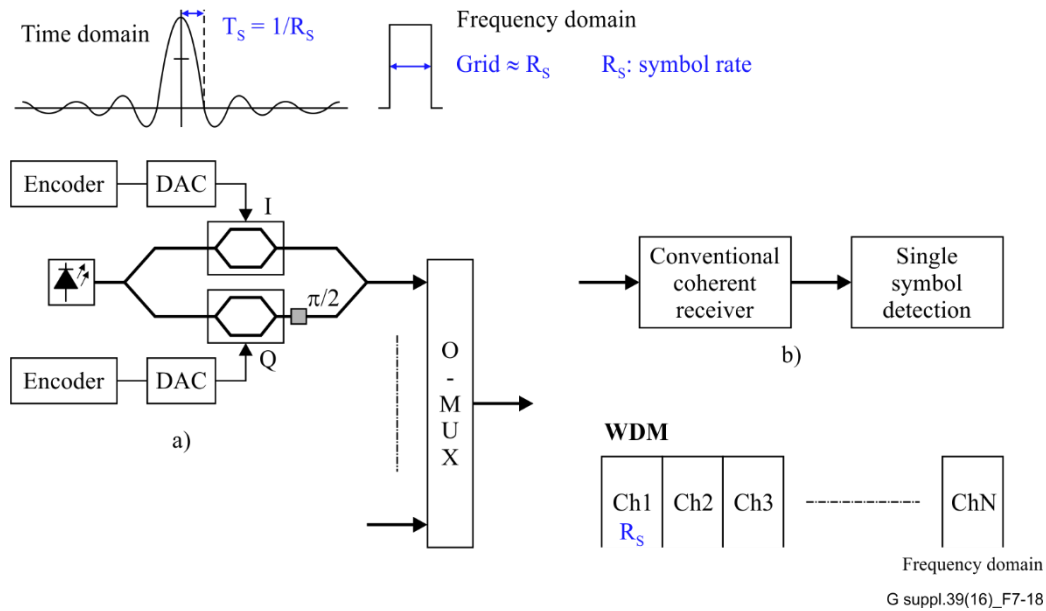 Time domain
T_S = 1/R_S
Frequency domain
Grid ≈ R_S
R_S: symbol rate
Encoder
DAC
I
π/2
Q
Encoder
DAC
a)
O
-
M
U
X
Conventional
coherent
receiver
Single
symbol
detection
b)
WDM
Ch1
R_S
Ch2
Ch3
ChN
Frequency domain
G suppl.39(16)_F7-18